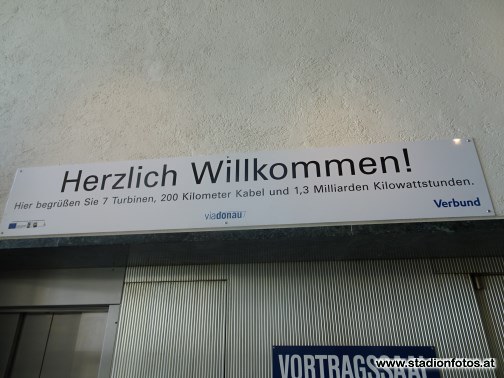 Herzlich Willkommen!
Hier begrüßen Sie 7 Turbinen, 200 Kilometer Kabel und 1,3 Milliarden Kilowattstunden.
viadonau
Verbund
VORTRAGSSAAL
www.stadionfotos.at